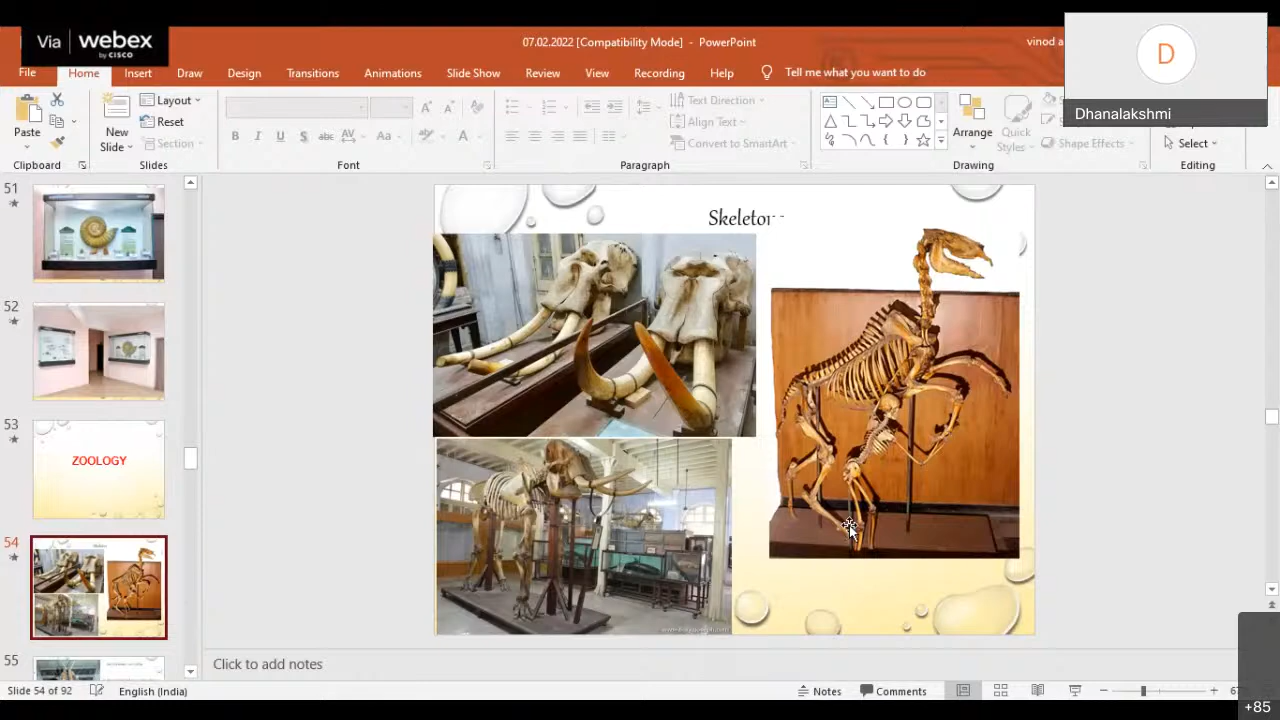 Via webex
by CISCO
07.02.2022 [Compatibility Mode] - PowerPoint
vinod a
D
Dhanalakshmi
File Home Insert Draw Design Transitions Animations Slide Show Review View Recording Help Tell me what you want to do
Paste
New
Slide
Layout
Reset
Section
B I U S abc AV Aa A
Text Direction
Align Text
Convert to SmartArt
Arrange
Quick
Styles
Shape Effects
Select
Clipboard Slides Font Paragraph Drawing Editing
51
52
53
ZOOLOGY
54
55
Skeleton
Click to add notes
Slide 54 of 92 English (India) Notes Comments
+85